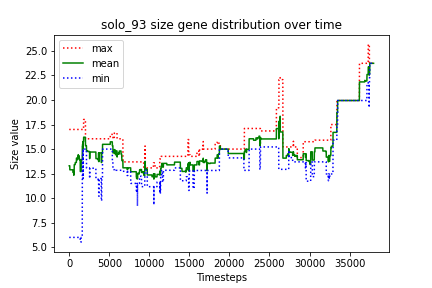 solo_93 size gene distribution over time
max
mean
min
Size value
25.0
22.5
20.0
17.5
15.0
12.5
10.0
7.5
5.0
0 5000 10000 15000 20000 25000 30000 35000
Timesteps